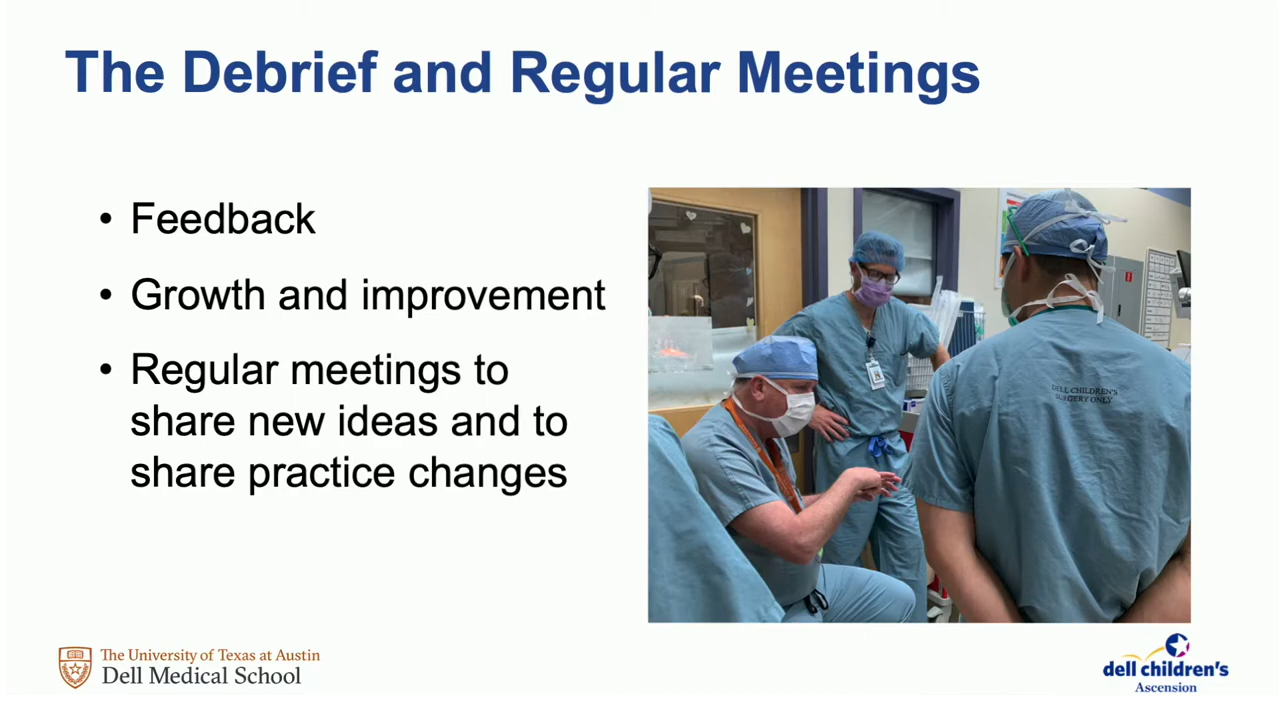 The Debrief and Regular Meetings
• Feedback
• Growth and improvement
• Regular meetings to
share new ideas and to
share practice changes
DELL CHILDREN'S
SURGERY ONLY
The University of Texas at Austin
Dell Medical School
dell children's
Ascension